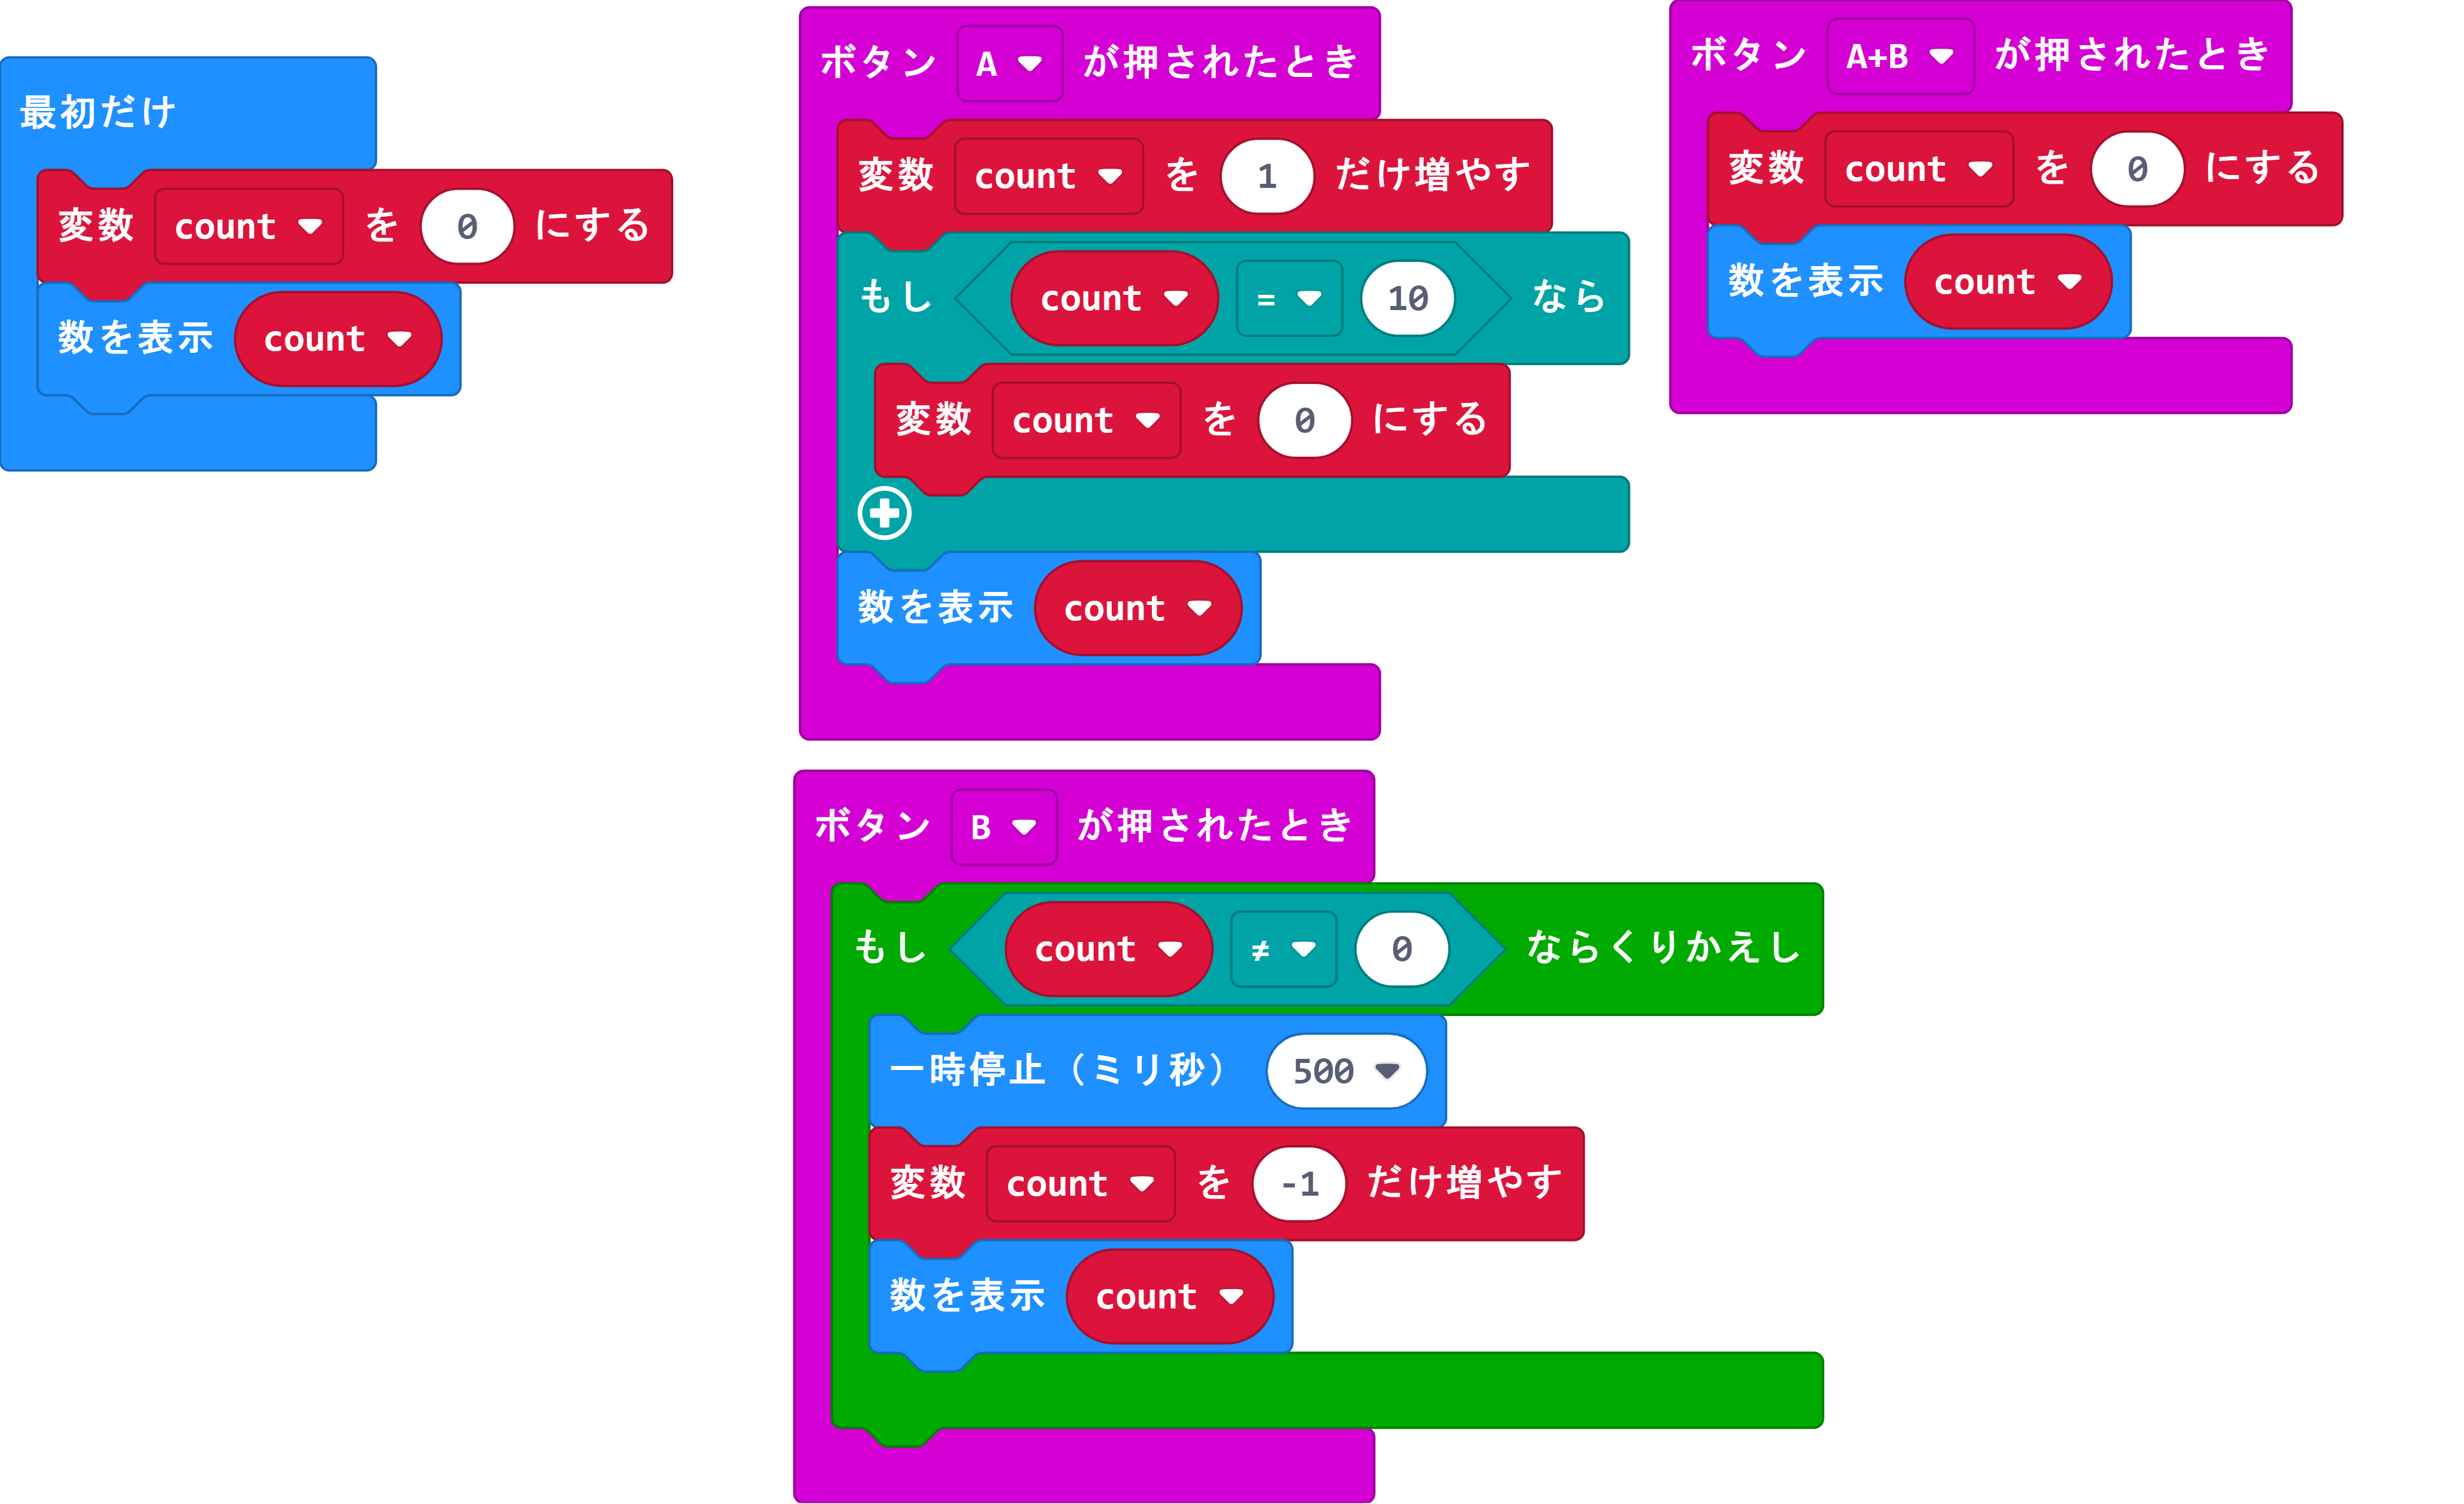 最初だけ
変数 count を 0 にする
数を表示 count
ボタン A が押されたとき
変数 count を 1 だけ増やす
もし count = 10 なら
変数 count を 0 にする
数を表示 count
ボタン A+B が押されたとき
変数 count を 0 にする
数を表示 count
ボタン B が押されたとき
もし count ≠ 0 ならくりかえし
一時停止（ミリ秒） 500
変数 count を -1 だけ増やす
数を表示 count